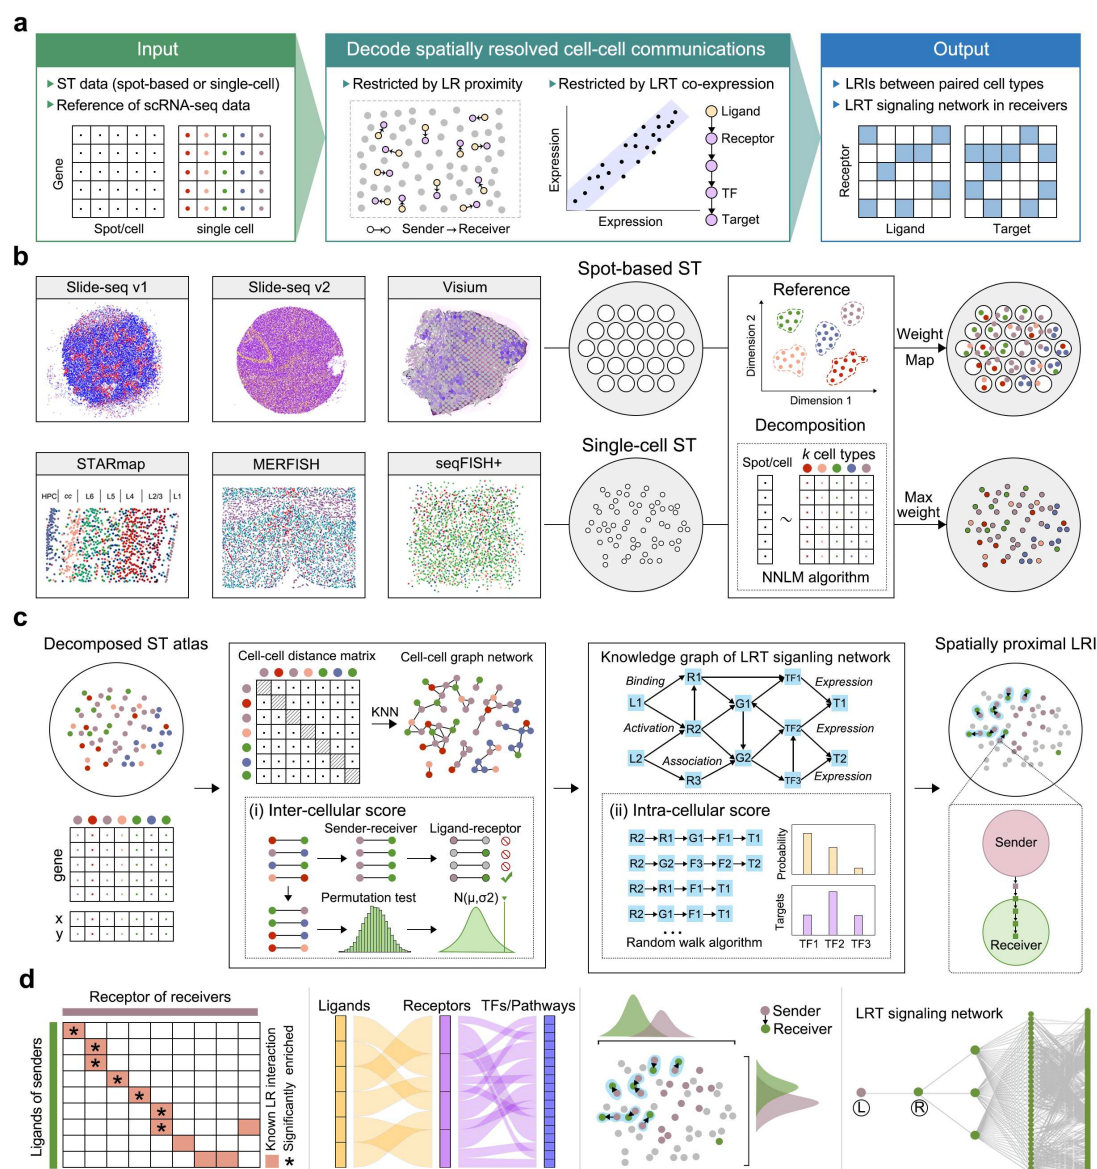 a
Input
Decode spatially resolved cell-cell communications
Output
ST data (spot-based or single-cell)
Reference of scRNA-seq data
Gene
Spot/cell
single cell
Restricted by LR proximity
Sender → Receiver
Restricted by LRT co-expression
Expression
Expression
Ligand
Receptor
TF
Target
LRIs between paired cell types
LRT signaling network in receivers
Receptor
Ligand
Target
b
Slide-seq v1
Slide-seq v2
Visium
Spot-based ST
Reference
Dimension 2
Dimension 1
Weight
Map
STARmap
HPC cc L6 L5 L4 L2/3 L1
MERFISH
seqFISH+
Single-cell ST
Decomposition
Spot/cell
k cell types
~
NNLM algorithm
Max
weight
c
Decomposed ST atlas
gene
x
y
Cell-cell distance matrix
KNN
Cell-cell graph network
(i) Inter-cellular score
Sender-receiver
Ligand-receptor
Permutation test
N(μ,σ2)
Knowledge graph of LRT siganling network
Binding
R1
TF1
Expression
L1
G1
T1
Activation
R2
TF2
Expression
L2
Association
G2
T2
R3
TF3
Expression
(ii) Intra-cellular score
R2→R1→G1→F1→T1
R2→G2→F3→F2→T2
R2→R1→F1→T1
R2→G1→F1→T1
...
Random walk algorithm
Probability
Targets
TF1 TF2 TF3
Spatially proximal LRI
Sender
Receiver
d
Receptor of receivers
Ligands of senders
* * * * * * *
Known LR interaction
* Significantly enriched
Ligands
Receptors
TFs/Pathways
Sender
Receiver
LRT signaling network
L
R